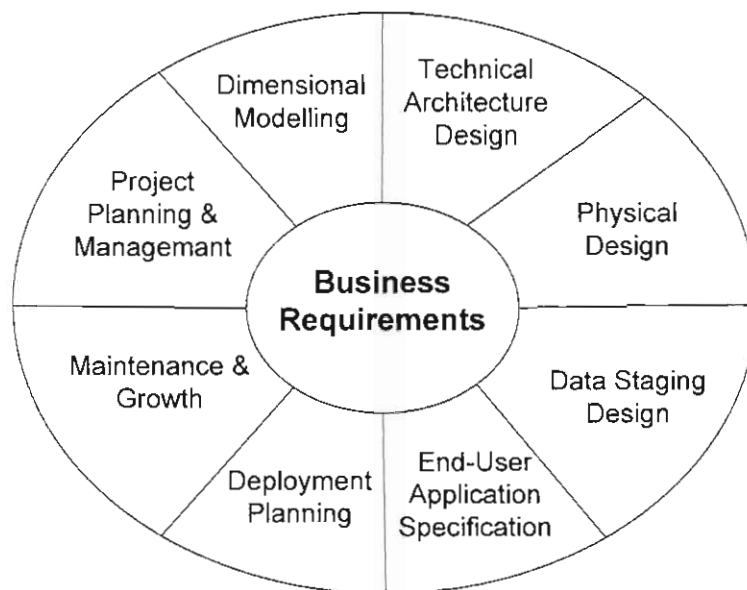 Dimensional
Modelling
Technical
Architecture
Design
Project
Planning &
Managemant
Physical
Design
Business
Requirements
Maintenance &
Growth
Data Staging
Design
Deployment
Planning
End-User
Application
Specification